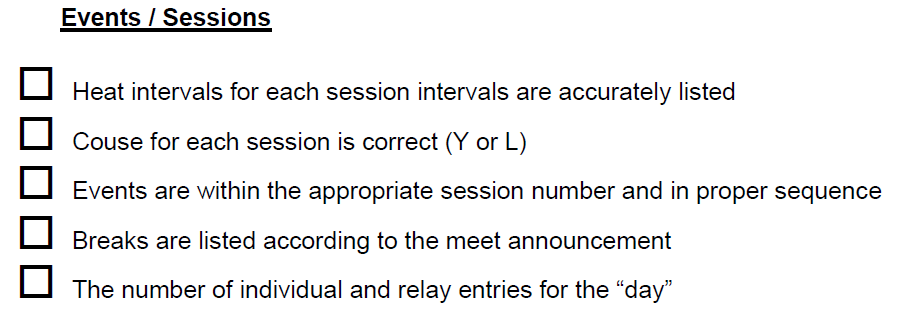 Events / Sessions
Heat intervals for each session intervals are accurately listed
Couse for each session is correct (Y or L)
Events are within the appropriate session number and in proper sequence
Breaks are listed according to the meet announcement
The number of individual and relay entries for the “day”